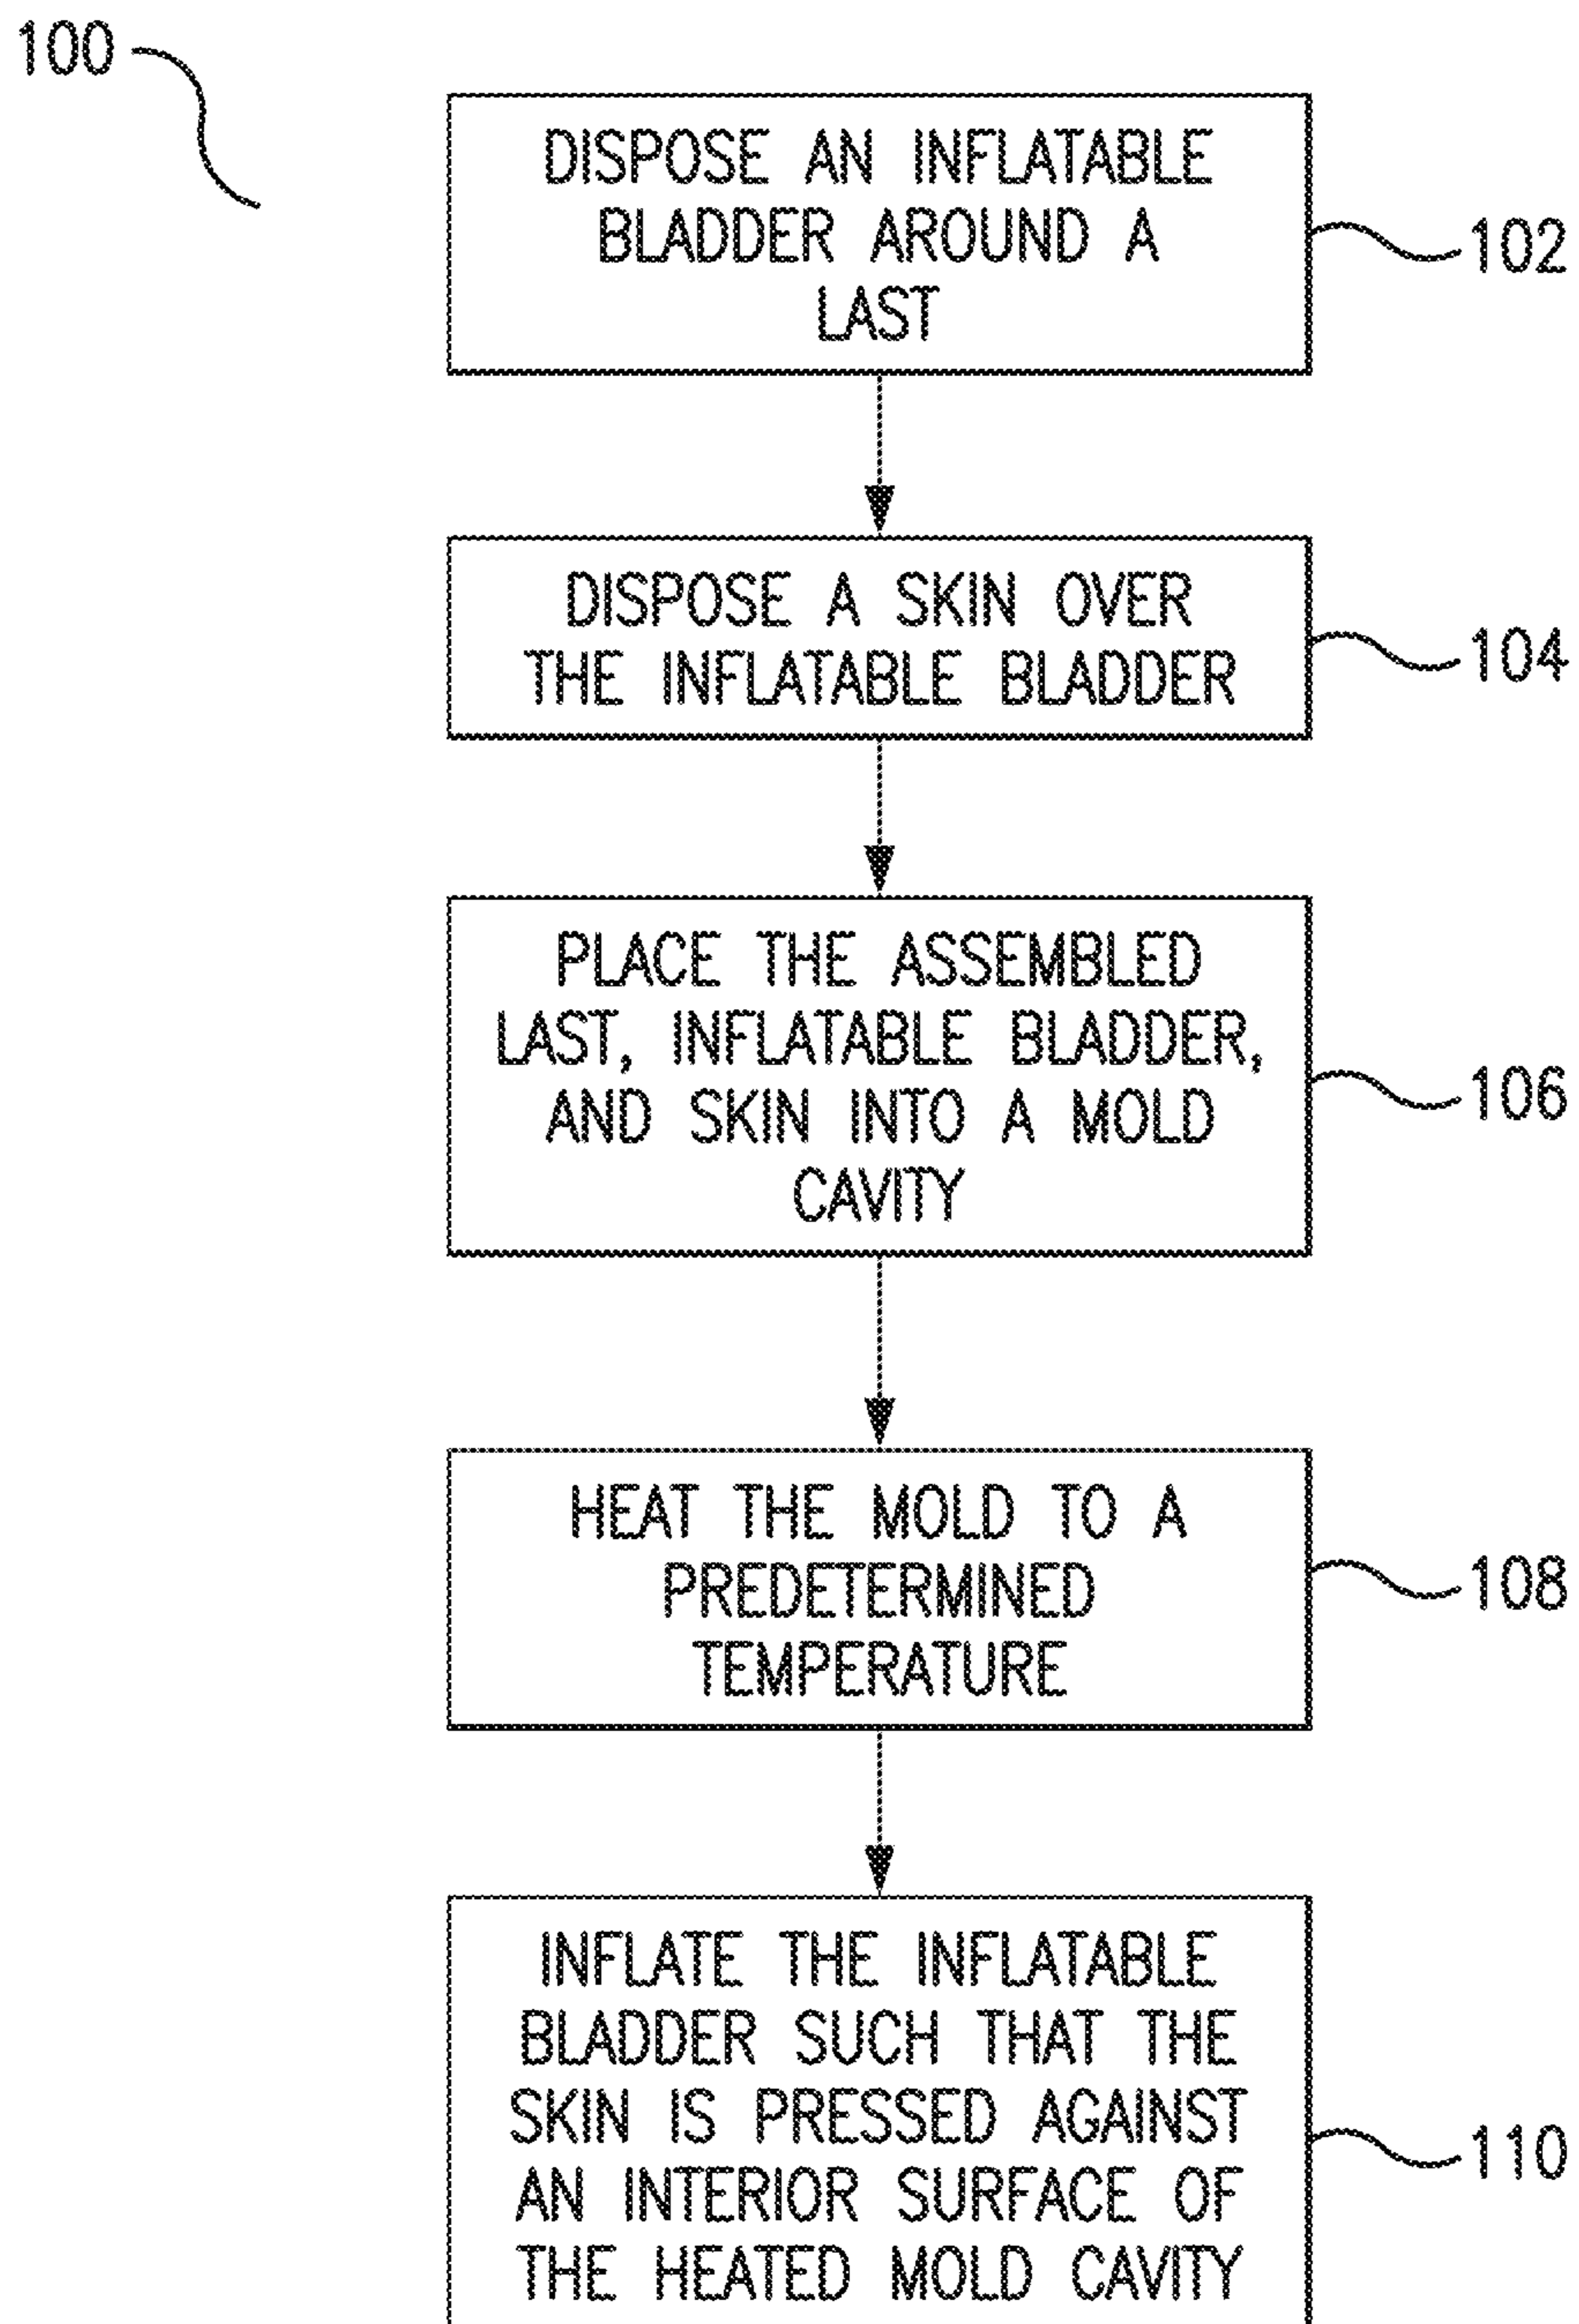 100
DISPOSE AN INFLATABLE
BLADDER AROUND A
LAST
102
DISPOSE A SKIN OVER
THE INFLATABLE BLADDER
104
PLACE THE ASSEMBLED
LAST, INFLATABLE BLADDER,
AND SKIN INTO A MOLD
CAVITY
106
HEAT THE MOLD TO A
PREDETERMINED
TEMPERATURE
108
INFLATE THE INFLATABLE
BLADDER SUCH THAT THE
SKIN IS PRESSED AGAINST
AN INTERIOR SURFACE OF
THE HEATED MOLD CAVITY
110